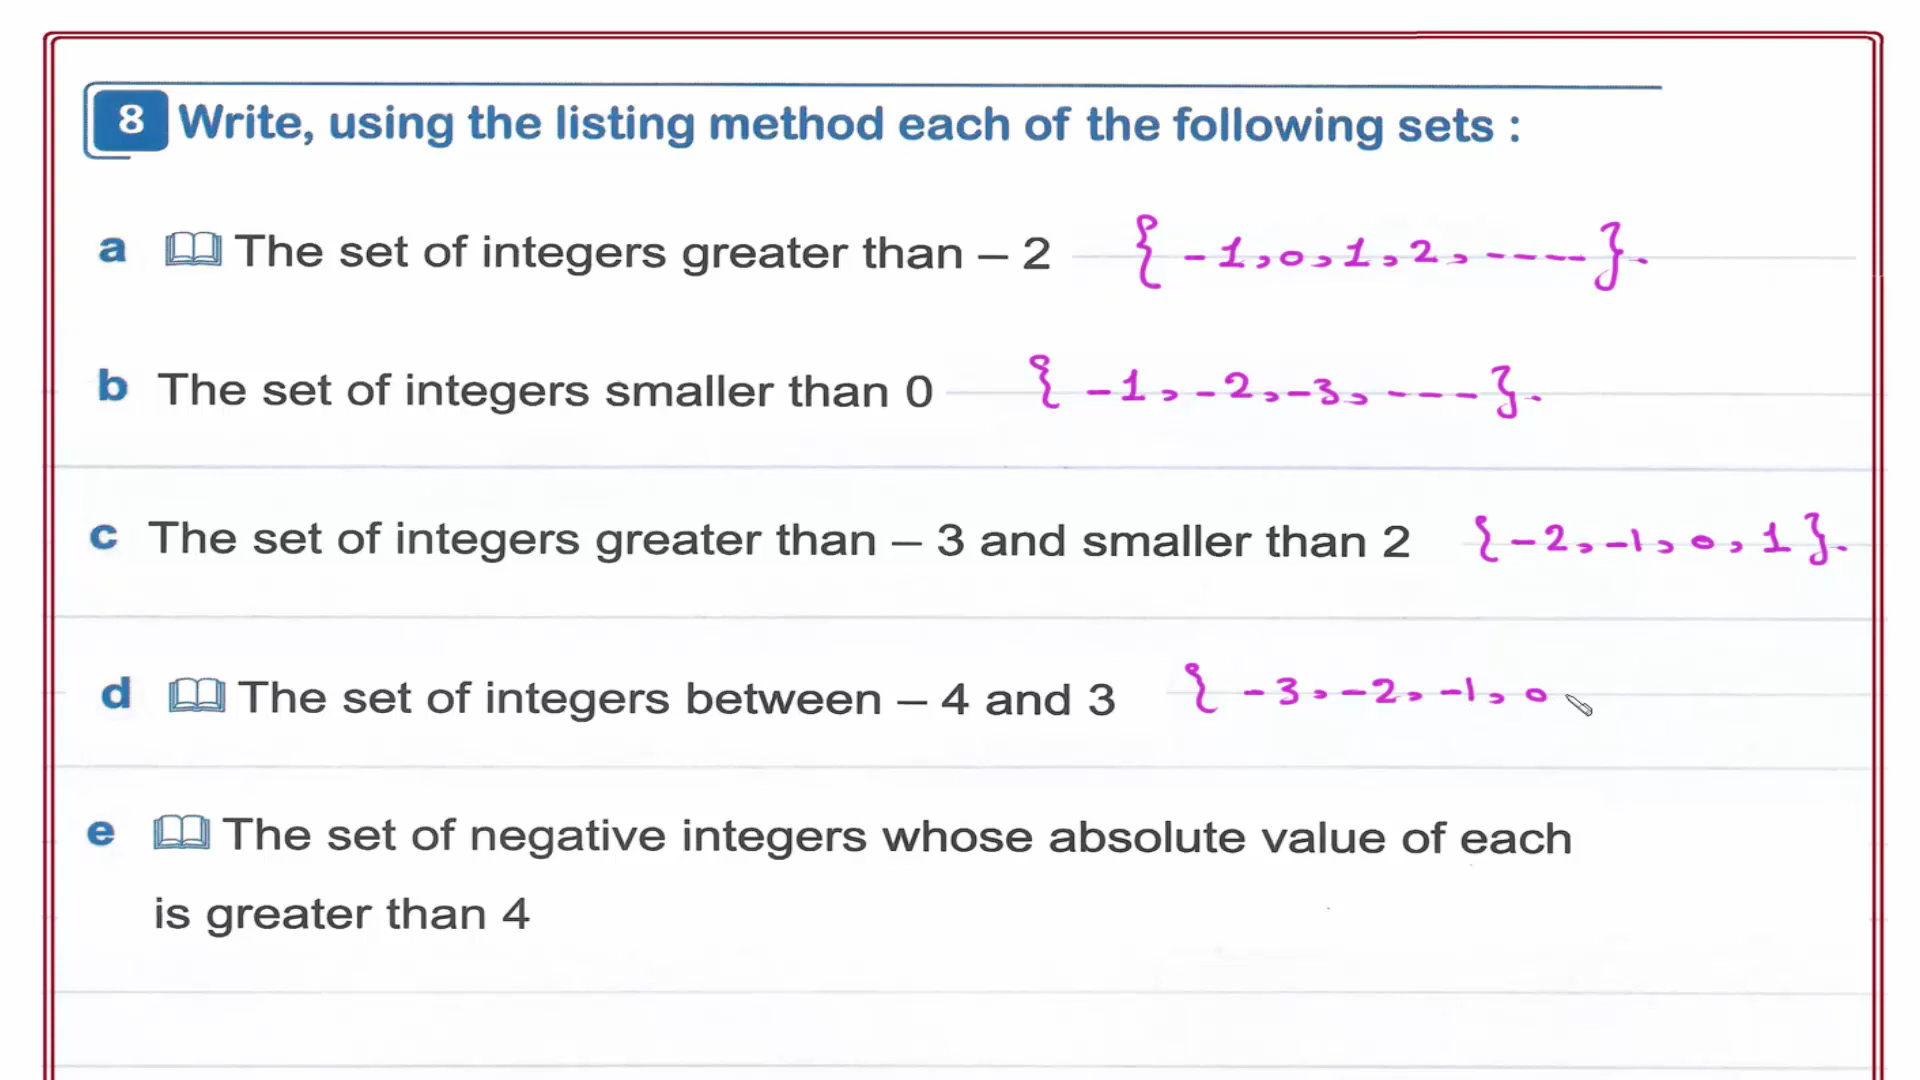 8 Write, using the listing method each of the following sets :
a The set of integers greater than – 2 { -1, 0, 1, 2, ----- }.
b The set of integers smaller than 0 { -1, -2, -3, ---- }.
c The set of integers greater than – 3 and smaller than 2 { -2, -1, 0, 1 }.
d The set of integers between – 4 and 3 { -3, -2, -1, 0
e The set of negative integers whose absolute value of each
is greater than 4